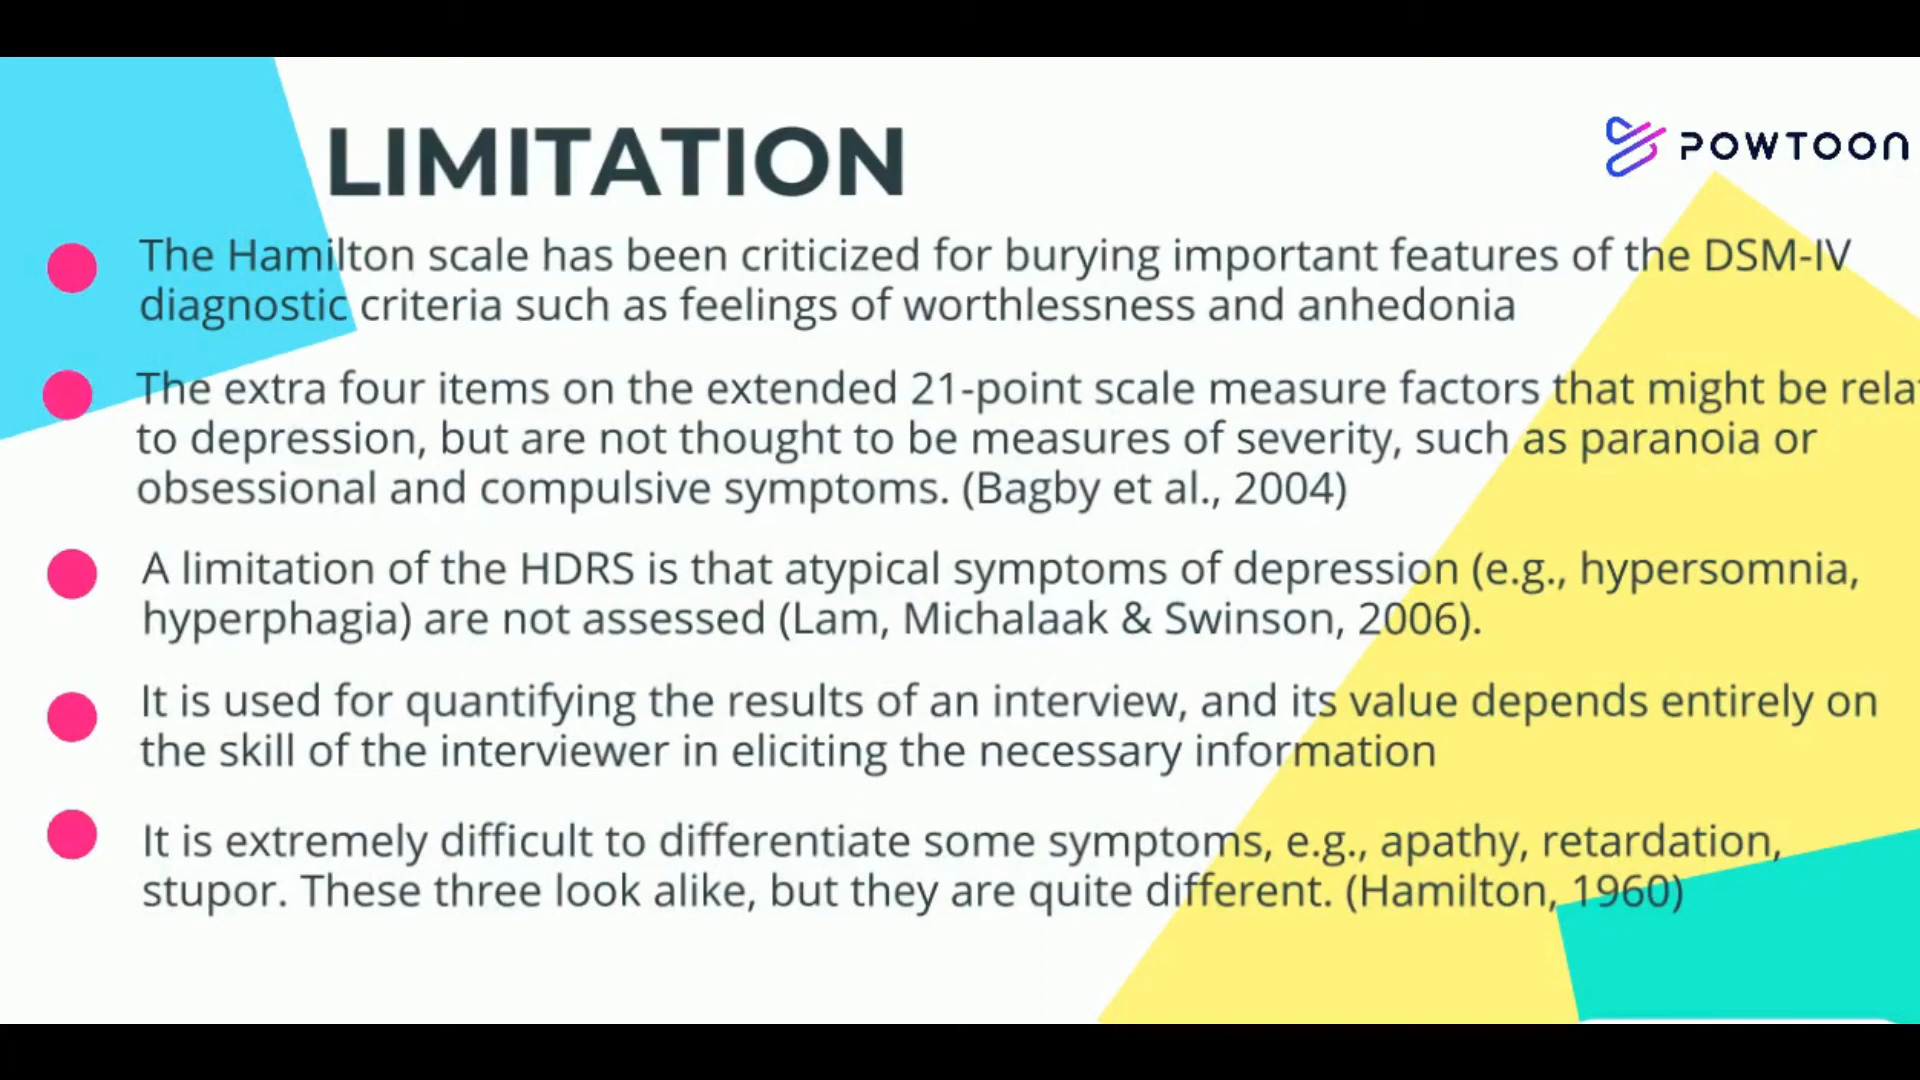 LIMITATION
POWTOON
The Hamilton scale has been criticized for burying important features of the DSM-IV
diagnostic criteria such as feelings of worthlessness and anhedonia
The extra four items on the extended 21-point scale measure factors that might be rela
to depression, but are not thought to be measures of severity, such as paranoia or
obsessional and compulsive symptoms. (Bagby et al., 2004)
A limitation of the HDRS is that atypical symptoms of depression (e.g., hypersomnia,
hyperphagia) are not assessed (Lam, Michalaak & Swinson, 2006).
It is used for quantifying the results of an interview, and its value depends entirely on
the skill of the interviewer in eliciting the necessary information
It is extremely difficult to differentiate some symptoms, e.g., apathy, retardation,
stupor. These three look alike, but they are quite different. (Hamilton, 1960)